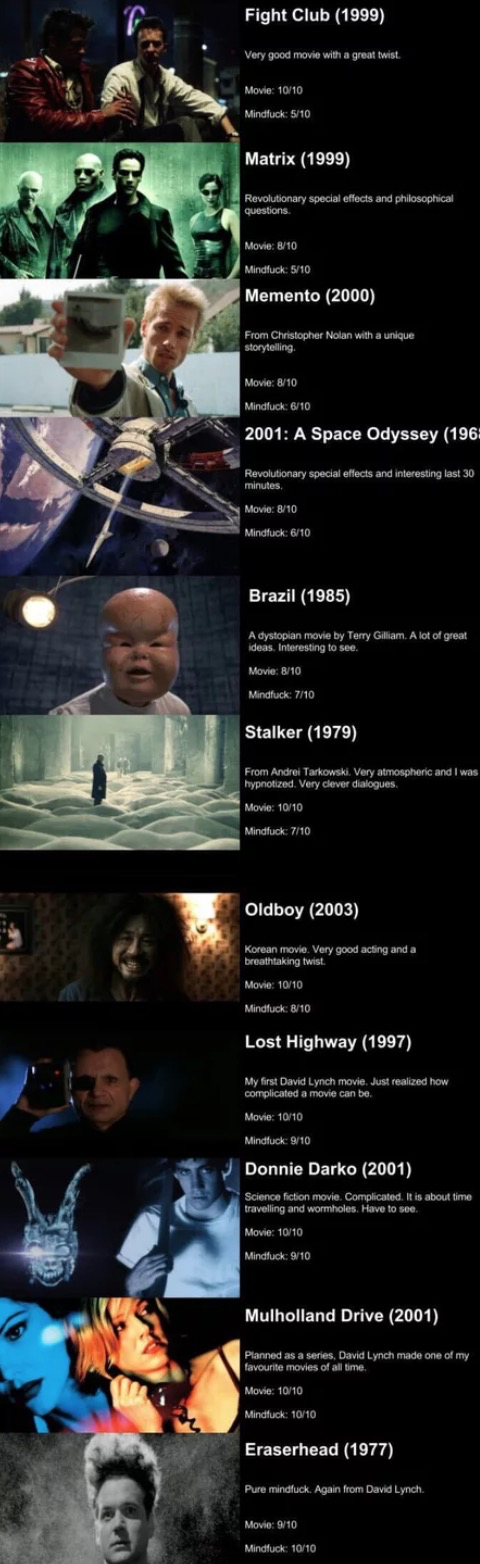 Fight Club (1999)
Very good movie with a great twist.
Movie: 10/10
Mindfuck: 5/10
Matrix (1999)
Revolutionary special effects and philosophical
questions.
Movie: 8/10
Mindfuck: 5/10
Memento (2000)
From Christopher Nolan with a unique
storytelling.
Movie: 8/10
Mindfuck: 6/10
2001: A Space Odyssey (196
Revolutionary special effects and interesting last 30
minutes.
Movie: 8/10
Mindfuck: 6/10
Brazil (1985)
A dystopian movie by Terry Gilliam. A lot of great
ideas. Interesting to see.
Movie: 8/10
Mindfuck: 7/10
Stalker (1979)
From Andrei Tarkowski. Very atmospheric and I was
hypnotized. Very clever dialogues.
Movie: 10/10
Mindfuck: 7/10
Oldboy (2003)
Korean movie. Very good acting and a
breathtaking twist.
Movie: 10/10
Mindfuck: 8/10
Lost Highway (1997)
My first David Lynch movie. Just realized how
complicated a movie can be.
Movie: 10/10
Mindfuck: 9/10
Donnie Darko (2001)
Science fiction movie. Complicated. It is about time
travelling and wormholes. Have to see.
Movie: 10/10
Mindfuck: 9/10
Mulholland Drive (2001)
Planned as a series, David Lynch made one of my
favourite movies of all time.
Movie: 10/10
Mindfuck: 10/10
Eraserhead (1977)
Pure mindfuck. Again from David Lynch.
Movie: 9/10
Mindfuck: 10/10